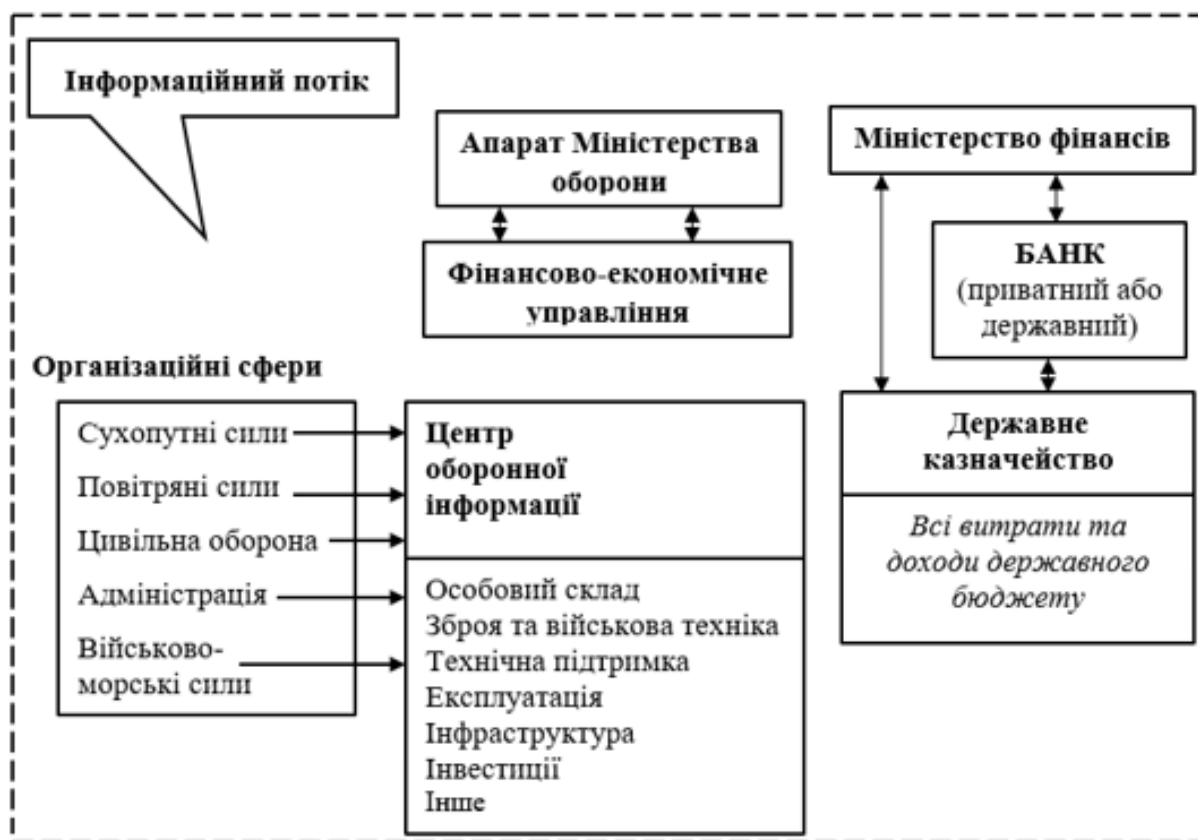 Інформаційний потік
Апарат Міністерства
оборони
Фінансово-економічне
управління
Міністерство фінансів
БАНК
(приватний або
державний)
Державне
казначейство
Всі витрати та
доходи державного
бюджету
Організаційні сфери
Сухопутні сили
Повітряні сили
Цивільна оборона
Адміністрація
Військово-
морські сили
Центр
оборонної
інформації
Особовий склад
Зброя та військова техніка
Технічна підтримка
Експлуатація
Інфраструктура
Інвестиції
Інше